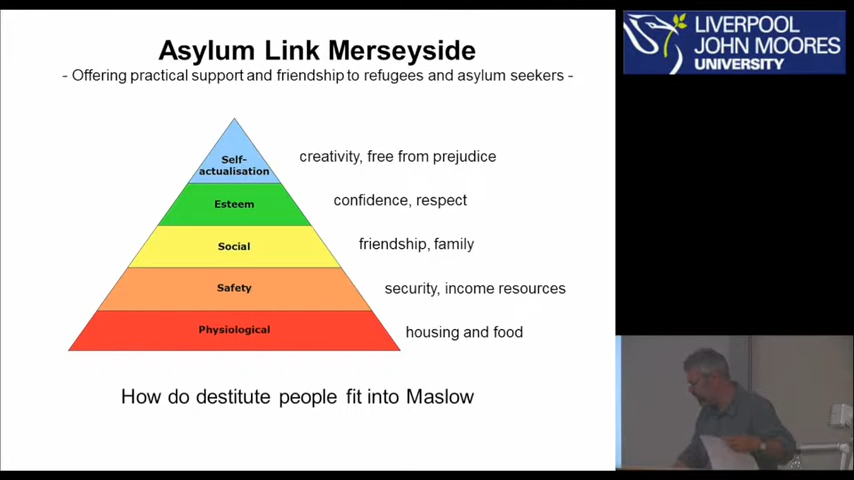 Asylum Link Merseyside
- Offering practical support and friendship to refugees and asylum seekers -
Self-
actualisation
creativity, free from prejudice
Esteem
confidence, respect
Social
friendship, family
Safety
security, income resources
Physiological
housing and food
How do destitute people fit into Maslow
LIVERPOOL
JOHN MOORES
UNIVERSITY